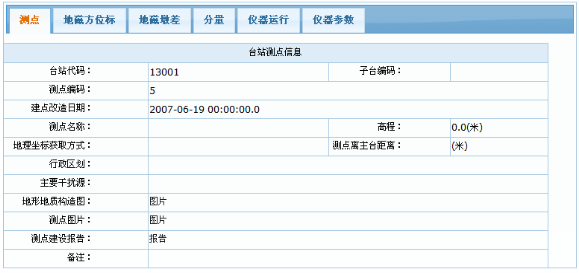 测点 地磁方位标 地磁墩差 分量 仪器运行 仪器参数
台站测点信息
台站代码： 13001 子台编码：
测点编码： 5
建点改造日期： 2007-06-19 00:00:00.0
测点名称： 高程： 0.0(米)
地理坐标获取方式： 测点离主台距离： (米)
行政区划：
主要干扰源：
地形地质构造图： 图片
测点图片： 图片
测点建设报告： 报告
备注：